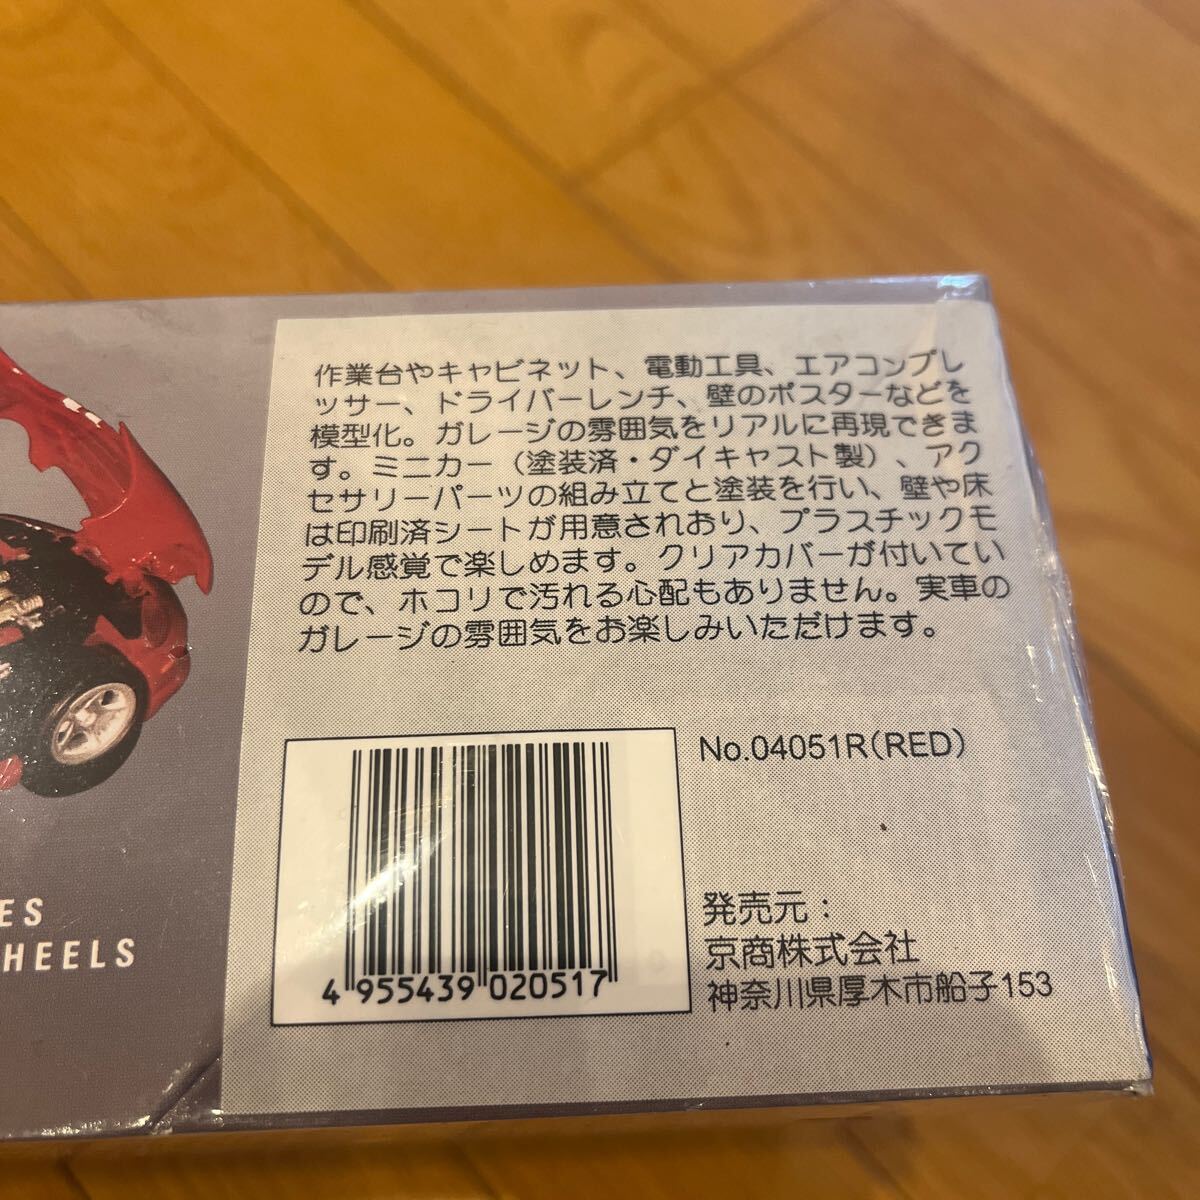 作業台やキャビネット、電動工具、エアコンプレ
ッサー、ドライバーレンチ、壁のポスターなどを
模型化。ガレージの雰囲気をリアルに再現できま
す。ミニカー（塗装済・ダイキャスト製）、アク
セサリーパーツの組み立てと塗装を行い、壁や床
は印刷済シートが用意されおり、プラスチックモ
デル感覚で楽しめます。クリアカバーが付いてい
ので、ホコリで汚れる心配もありません。実車の
ガレージの雰囲気をお楽しみいただけます。
No.04051R(RED)
4 955439 020517
発売元：
京商株式会社
神奈川県厚木市船子153
ES
HEELS